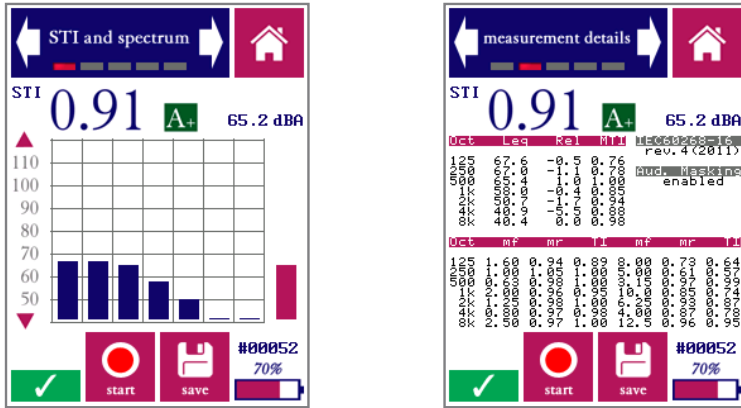 STI and spectrum
STI
0.91
A+
65.2 dBA
110
100
90
80
70
60
50
start
save
#00052
70%
measurement details
STI
0.91
A+
65.2 dBA
Oct Leq Rel MTI
125 67.6 -0.5 0.76
250 67.0 -1.1 0.78
500 65.4 1.0 1.00
1k 58.0 -0.4 0.85
2k 50.7 -1.7 0.94
4k 40.9 -5.5 0.88
8k 40.4 0.0 0.98
IEC60268-16
rev.4(2011)
Aud. Masking
enabled
Oct mf mr TI mf mr TI
125 1.60 0.94 0.89 8.00 0.73 0.64
250 1.00 1.05 1.00 5.00 0.61 0.57
500 0.63 0.98 1.00 3.15 0.97 0.99
1k 2.00 0.96 0.95 10.0 0.85 0.74
2k 1.25 0.98 1.00 6.25 0.93 0.87
4k 0.80 0.97 0.98 4.00 0.87 0.78
8k 2.50 0.97 1.00 12.5 0.96 0.95
start
save
#00052
70%